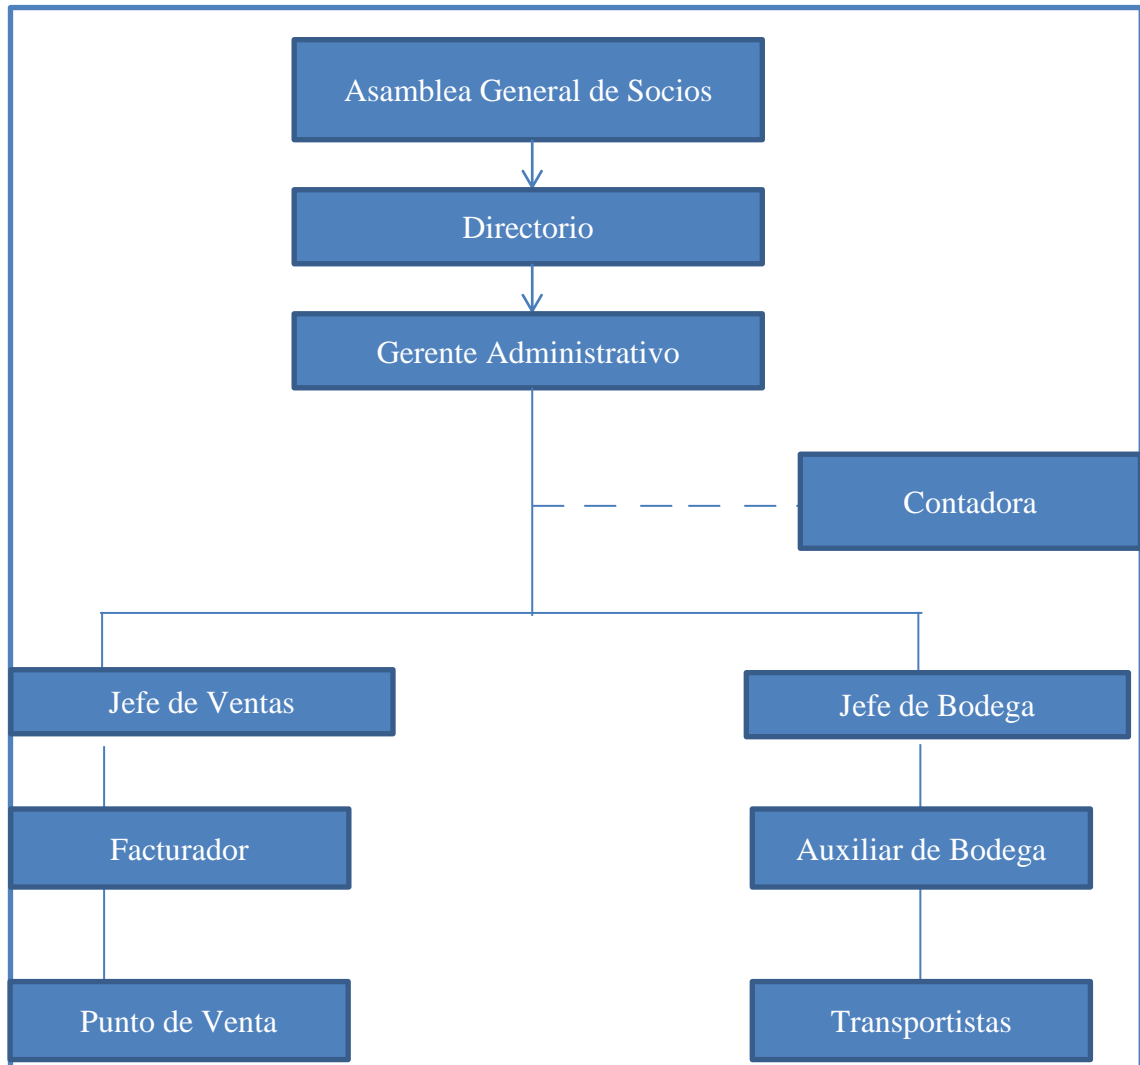 Asamblea General de Socios
Directorio
Gerente Administrativo
Contadora
Jefe de Ventas
Jefe de Bodega
Facturador
Auxiliar de Bodega
Punto de Venta
Transportistas